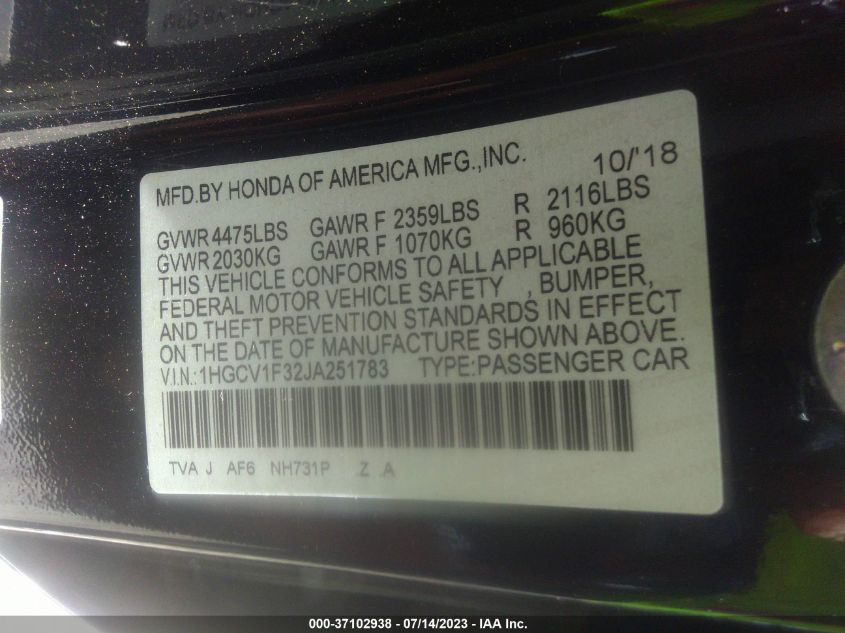 MFD.BY HONDA OF AMERICA MFG.,INC. 10/'18
GVWR 4475LBS GAWR F 2359LBS R 2116LBS
GVWR 2030KG GAWR F 1070KG R 960KG
THIS VEHICLE CONFORMS TO ALL APPLICABLE
FEDERAL MOTOR VEHICLE SAFETY , BUMPER,
AND THEFT PREVENTION STANDARDS IN EFFECT
ON THE DATE OF MANUFACTURE SHOWN ABOVE.
V.I.N.:1HGCV1F32JA251783 TYPE:PASSENGER CAR
TVA J AF6 NH731P Z A
000-37102938 - 07/14/2023 - IAA Inc.